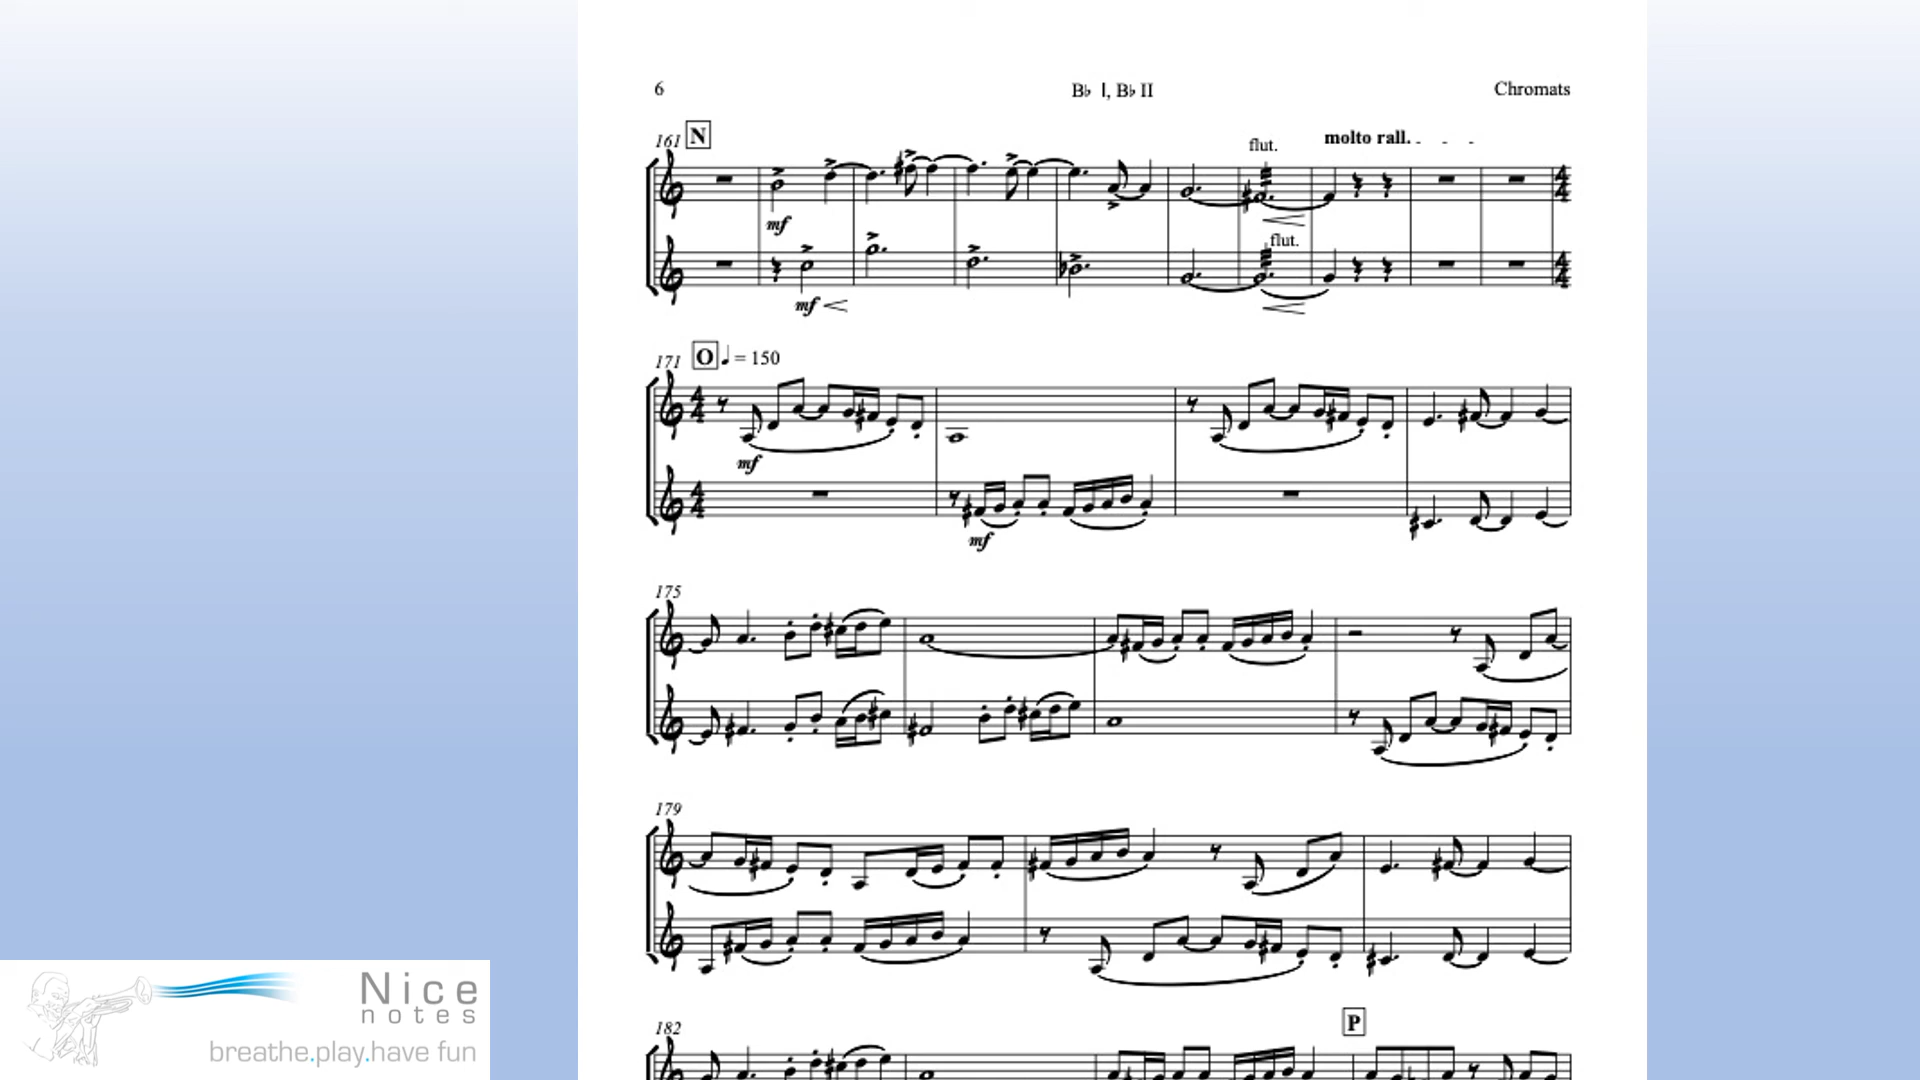 6 B♭ I, B♭ II Chromats
161 N flut. molto rall.
mf flut.
mf
171 O ♩ = 150
mf
mf
175
179
182 P
Nice
notes
breathe.play.have fun